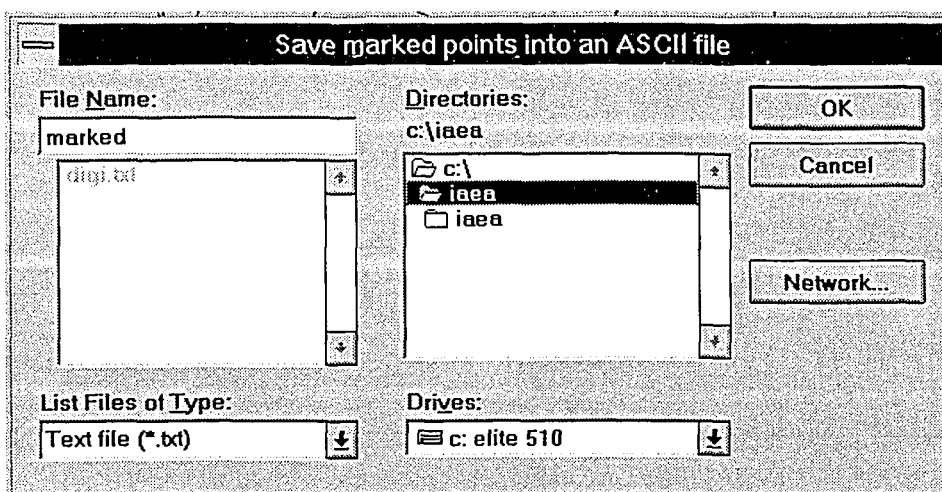 Save marked points into an ASCII file
File Name:
marked
digi.txt
Directories:
c:\iaea
c:\
iaea
iaea
OK
Cancel
Network...
List Files of Type:
Text file (*.txt)
Drives:
c: elite 510